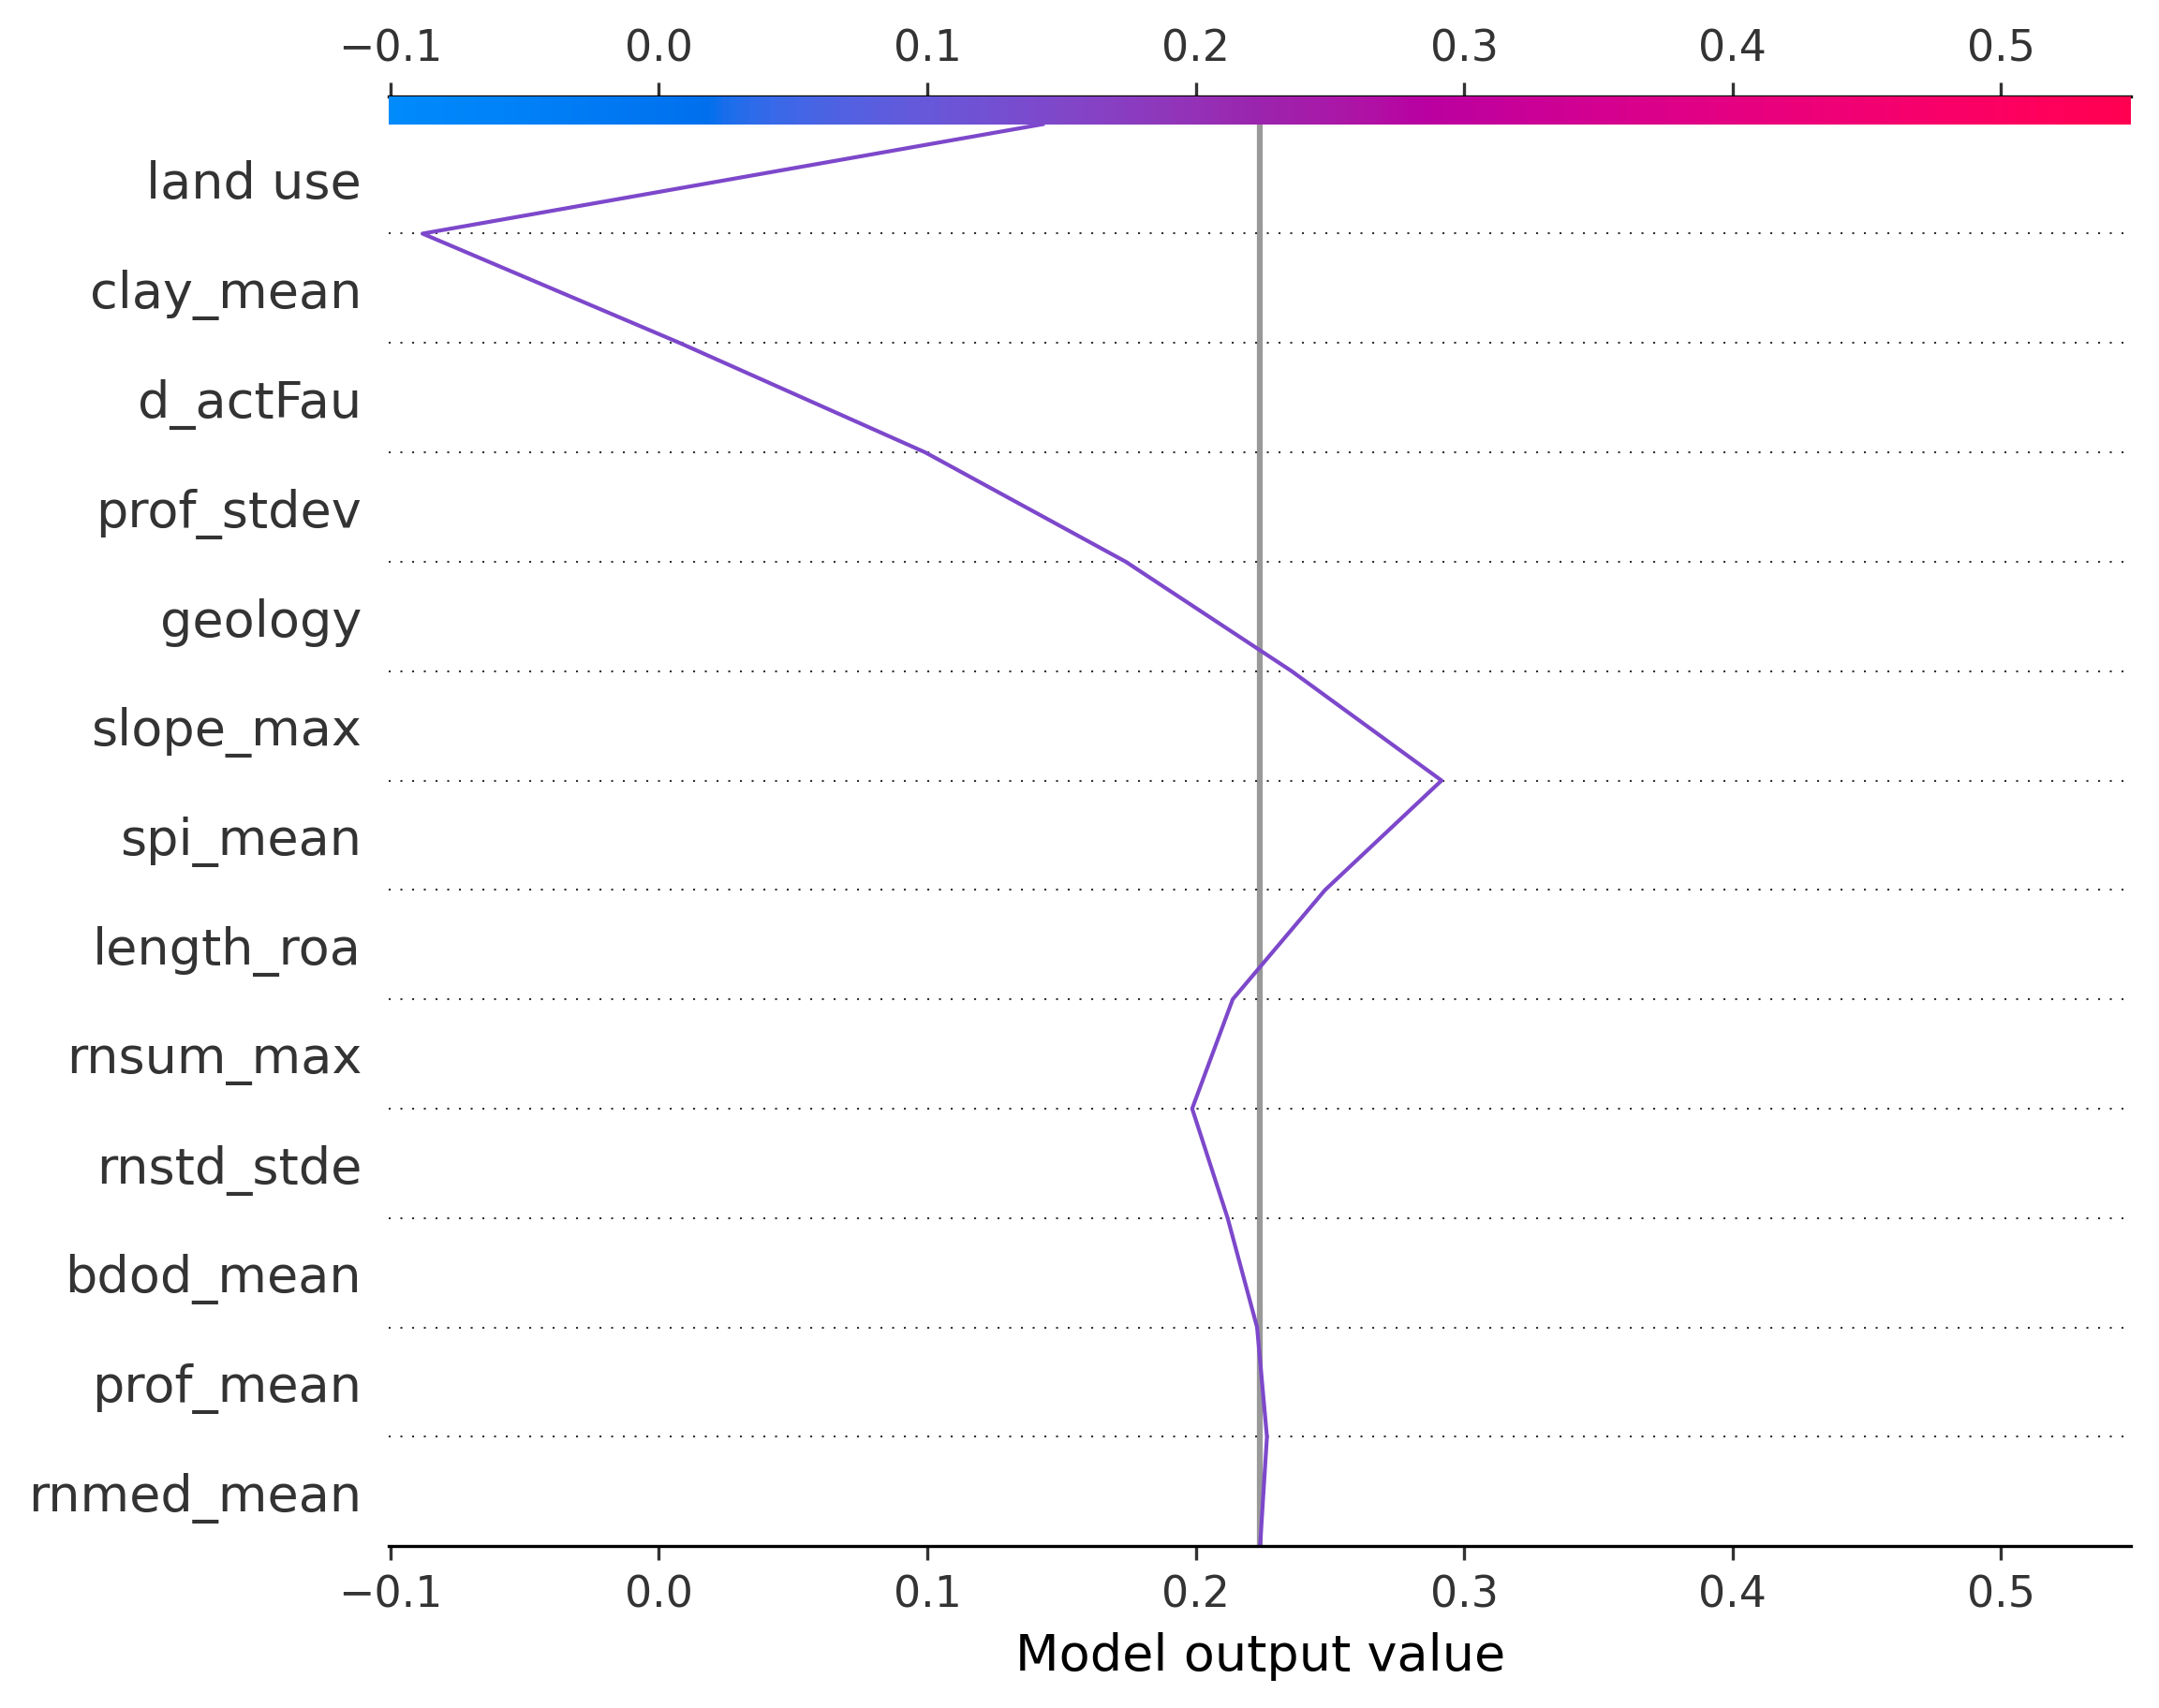 −0.1 0.0 0.1 0.2 0.3 0.4 0.5
land use
clay_mean
d_actFau
prof_stdev
geology
slope_max
spi_mean
length_roa
rnsum_max
rnstd_stde
bdod_mean
prof_mean
rnmed_mean
−0.1 0.0 0.1 0.2 0.3 0.4 0.5
Model output value